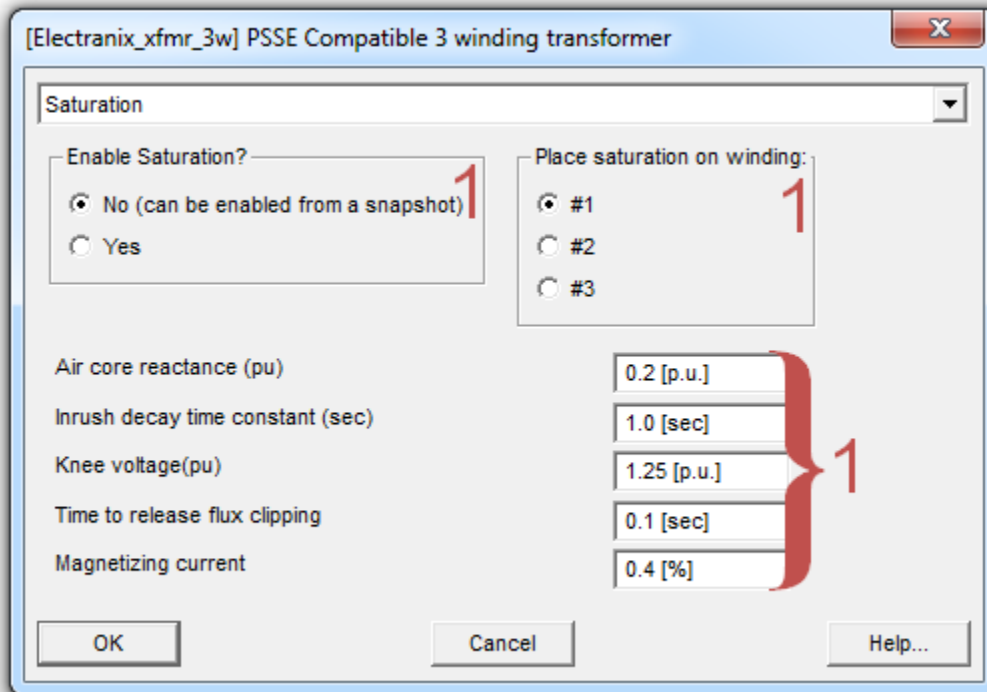 [Electranix_xfmr_3w] PSSE Compatible 3 winding transformer
X
Saturation
Enable Saturation?
1
No (can be enabled from a snapshot)
Yes
Place saturation on winding:
1
#1
#2
#3
Air core reactance (pu) 0.2 [p.u.]
Inrush decay time constant (sec) 1.0 [sec]
Knee voltage(pu) 1.25 [p.u.]
1
Time to release flux clipping 0.1 [sec]
Magnetizing current 0.4 [%]
OK Cancel Help...